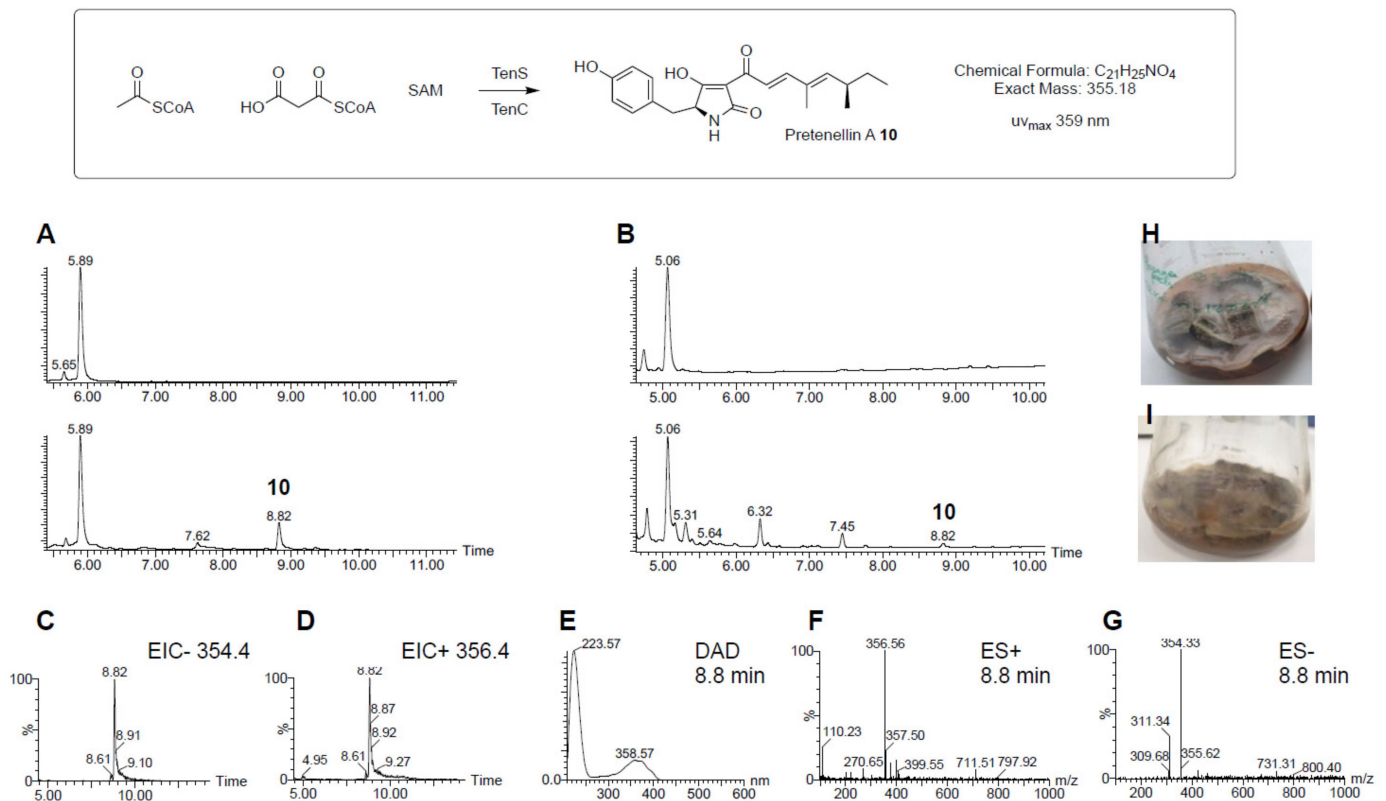 O
SCoA
O O
HO SCoA
SAM
TenS
TenC
HO
HO
O
O
N
H
Pretenellin A 10
Chemical Formula: C21H25NO4
Exact Mass: 355.18
uvmax 359 nm
A
5.89
5.65
6.00 7.00 8.00 9.00 10.00 11.00
5.89
10
7.62
8.82
Time
6.00 7.00 8.00 9.00 10.00 11.00
B
5.06
5.00 6.00 7.00 8.00 9.00 10.00
5.06
5.31
5.64
6.32
7.45
10
8.82
Time
5.00 6.00 7.00 8.00 9.00 10.00
H
I
C
EIC- 354.4
8.82
100
%
8.91
8.61
9.10
0
5.00 10.00
Time
D
EIC+ 356.4
8.82
100
%
8.87
8.92
8.61
9.27
4.95
0
5.00 10.00
Time
E
DAD
8.8 min
223.57
358.57
0.0
300 400 500 600
nm
F
ES+
8.8 min
356.56
100
%
357.50
110.23
270.65
399.55
711.51
797.92
0
200 400 600 800 1000
m/z
G
ES-
8.8 min
354.33
100
%
311.34
309.68
355.62
731.31
800.40
0
200 400 600 800 1000
m/z